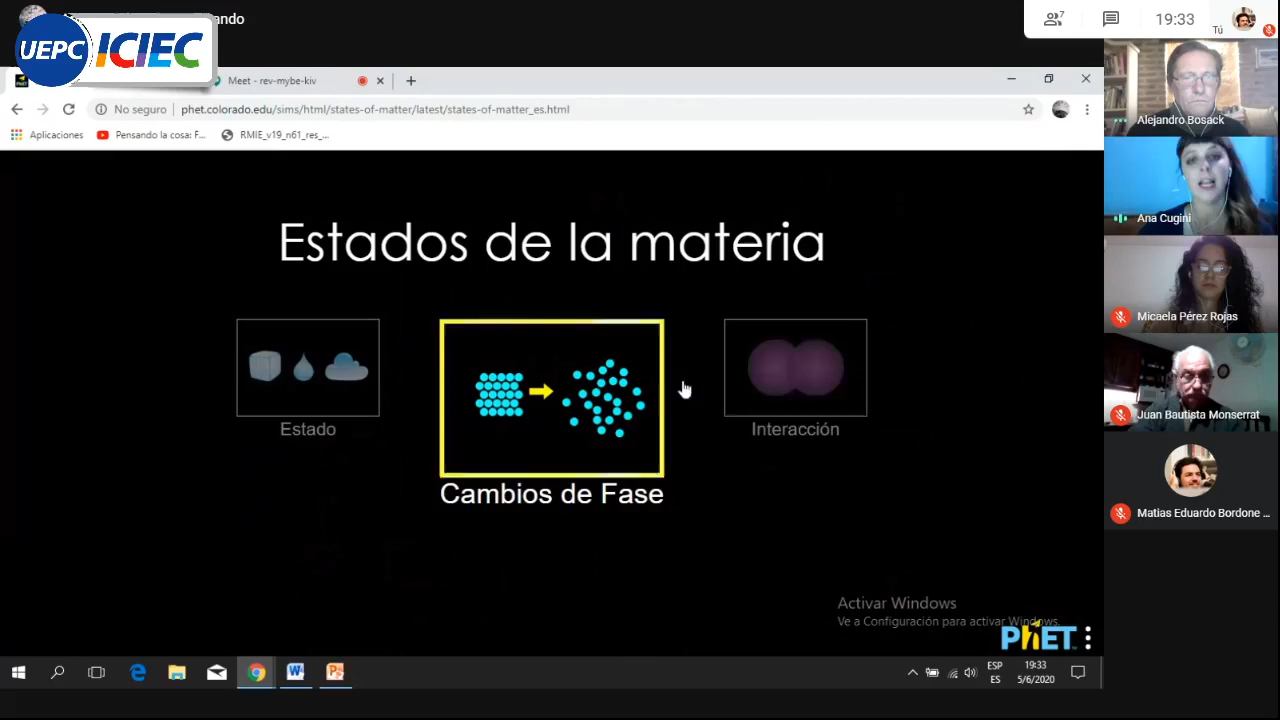 ando
UEPC ICIEC
7
19:33
Tú
Meet - rev-mybe-kiv
No seguro
phet.colorado.edu/sims/html/states-of-matter/latest/states-of-matter_es.html
Aplicaciones
Pensando la cosa: F...
RMIE_v19_n61_res_...
Alejandro Bosack
Ana Cugini
Micaela Pérez Rojas
Juan Bautista Monserrat
Matias Eduardo Bordone ...
Estados de la materia
Estado
Cambios de Fase
Interacción
Activar Windows
Ve a Configuración para activar Windows.
PhET
ESP
ES
19:33
5/6/2020